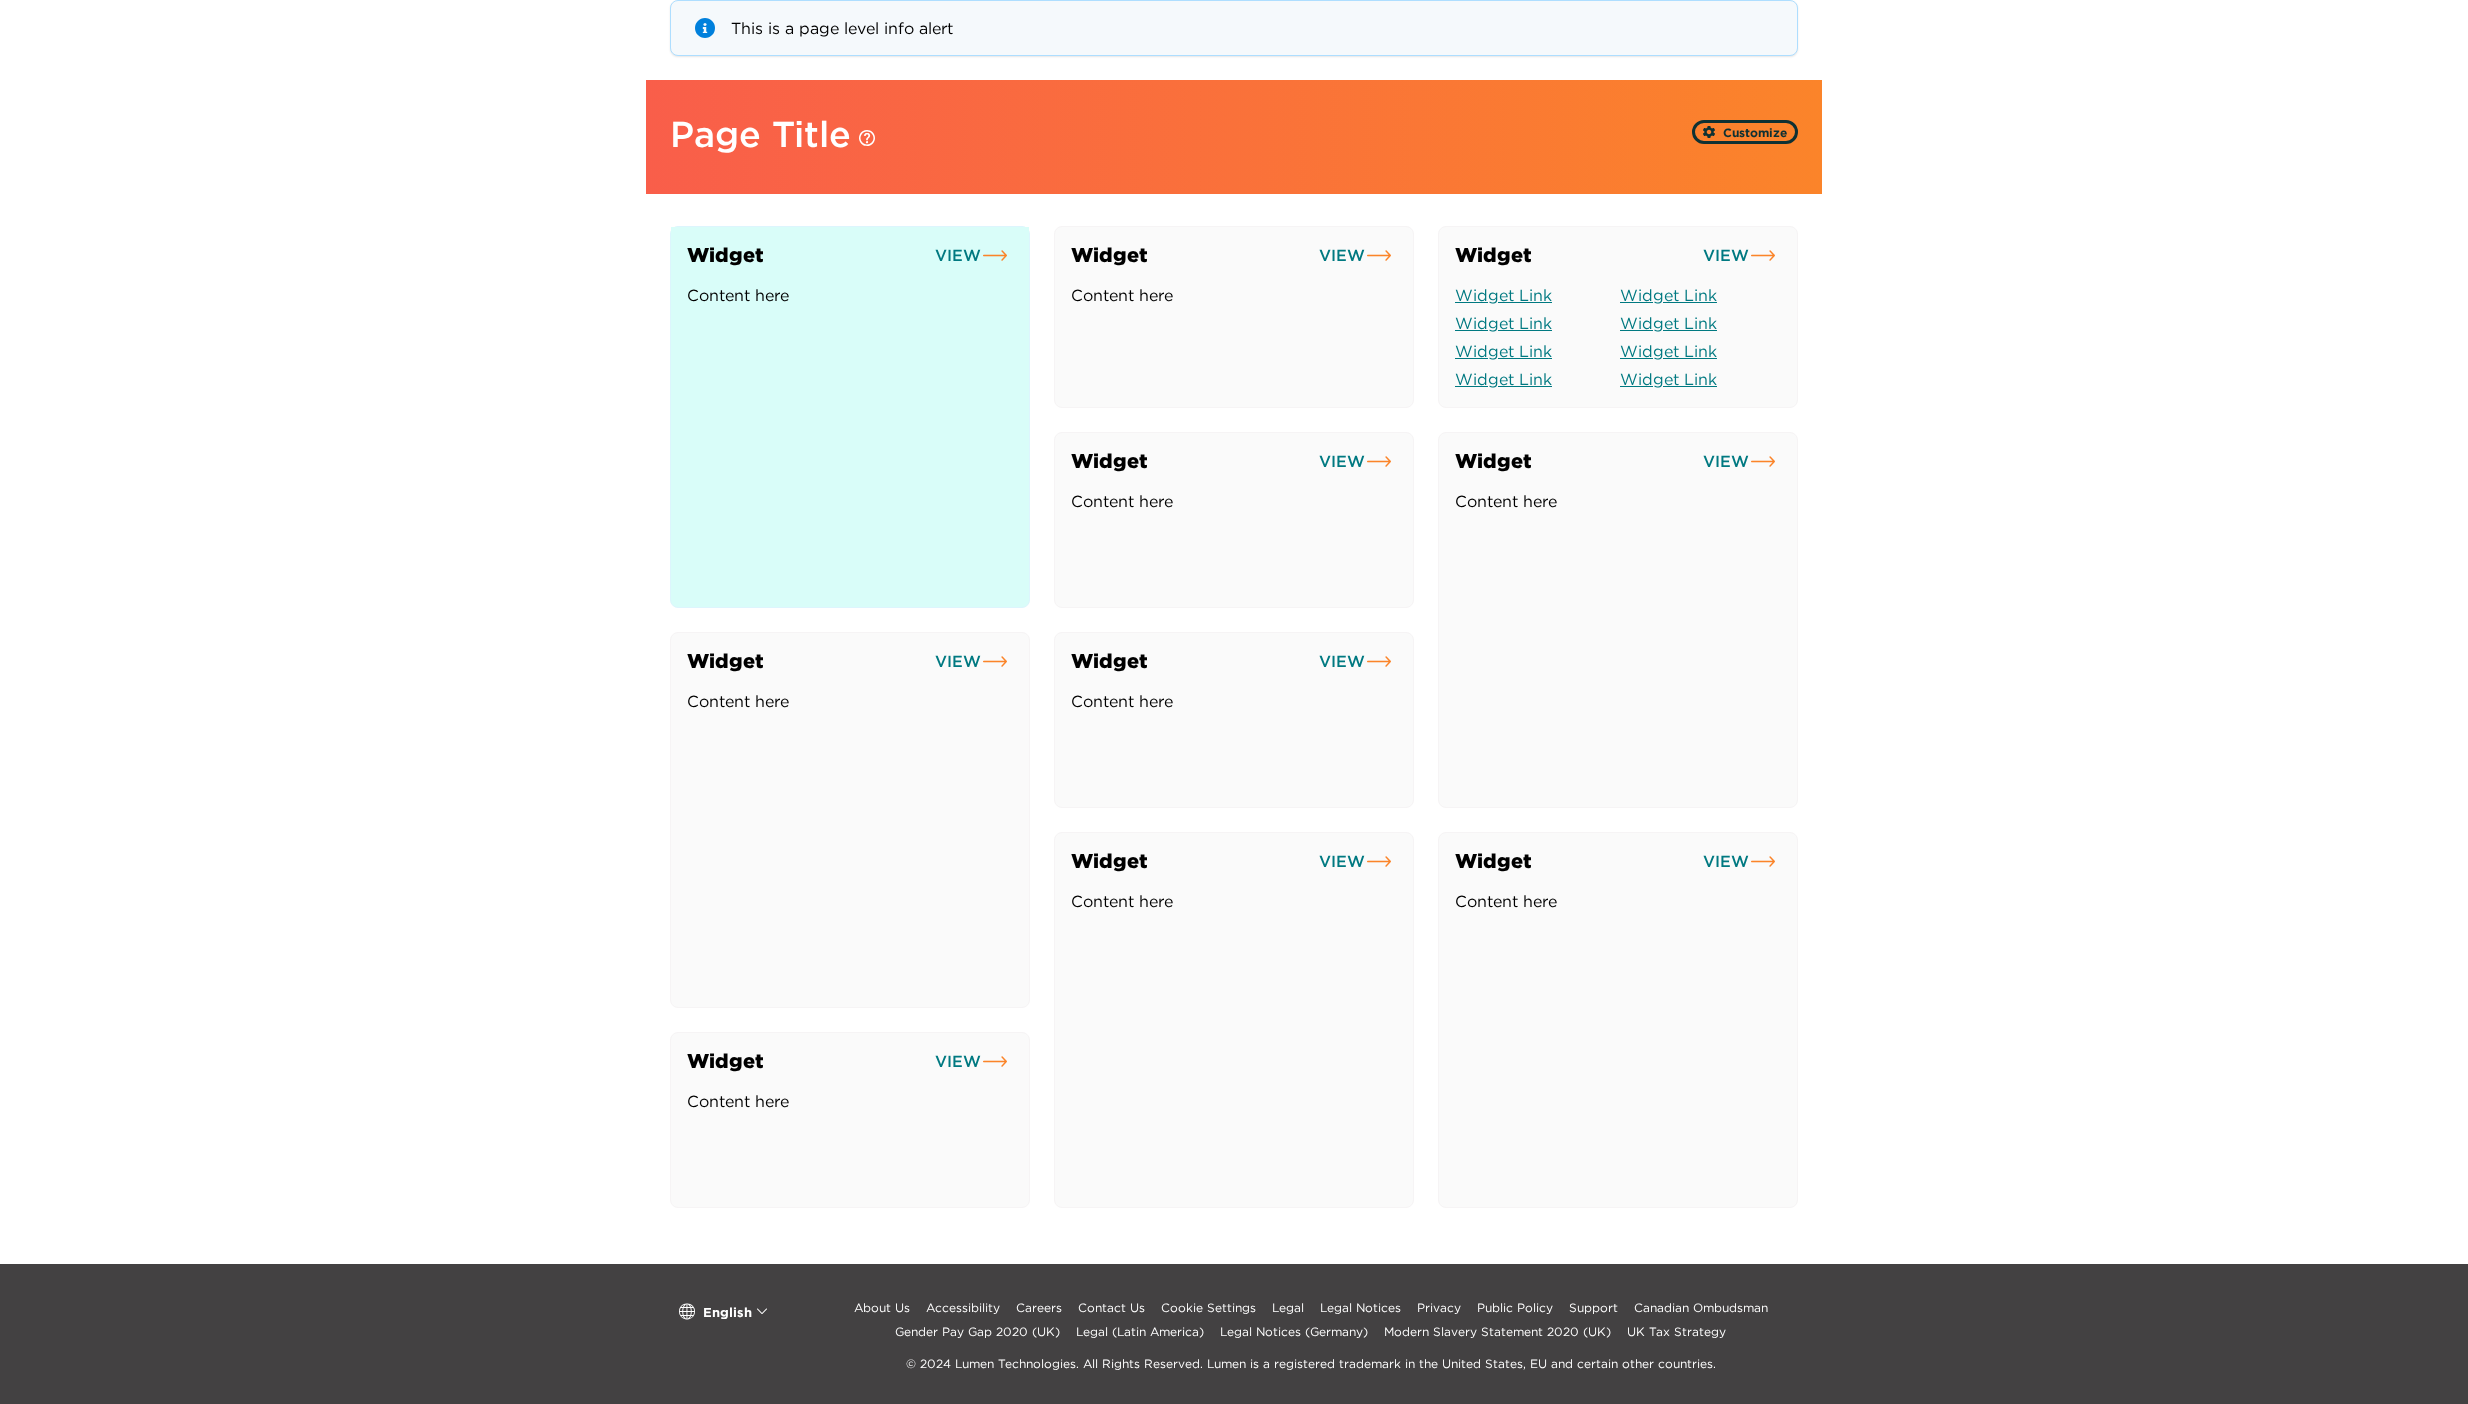 This is a page level info alert
Page Title
Customize
Widget VIEW
Content here
Widget VIEW
Content here
Widget VIEW
Widget Link Widget Link
Widget Link Widget Link
Widget Link Widget Link
Widget Link Widget Link
Widget VIEW
Content here
Widget VIEW
Content here
Widget VIEW
Content here
Widget VIEW
Content here
Widget VIEW
Content here
Widget VIEW
Content here
Widget VIEW
Content here
English
About Us Accessibility Careers Contact Us Cookie Settings Legal Legal Notices Privacy Public Policy Support Canadian Ombudsman
Gender Pay Gap 2020 (UK) Legal (Latin America) Legal Notices (Germany) Modern Slavery Statement 2020 (UK) UK Tax Strategy
© 2024 Lumen Technologies. All Rights Reserved. Lumen is a registered trademark in the United States, EU and certain other countries.